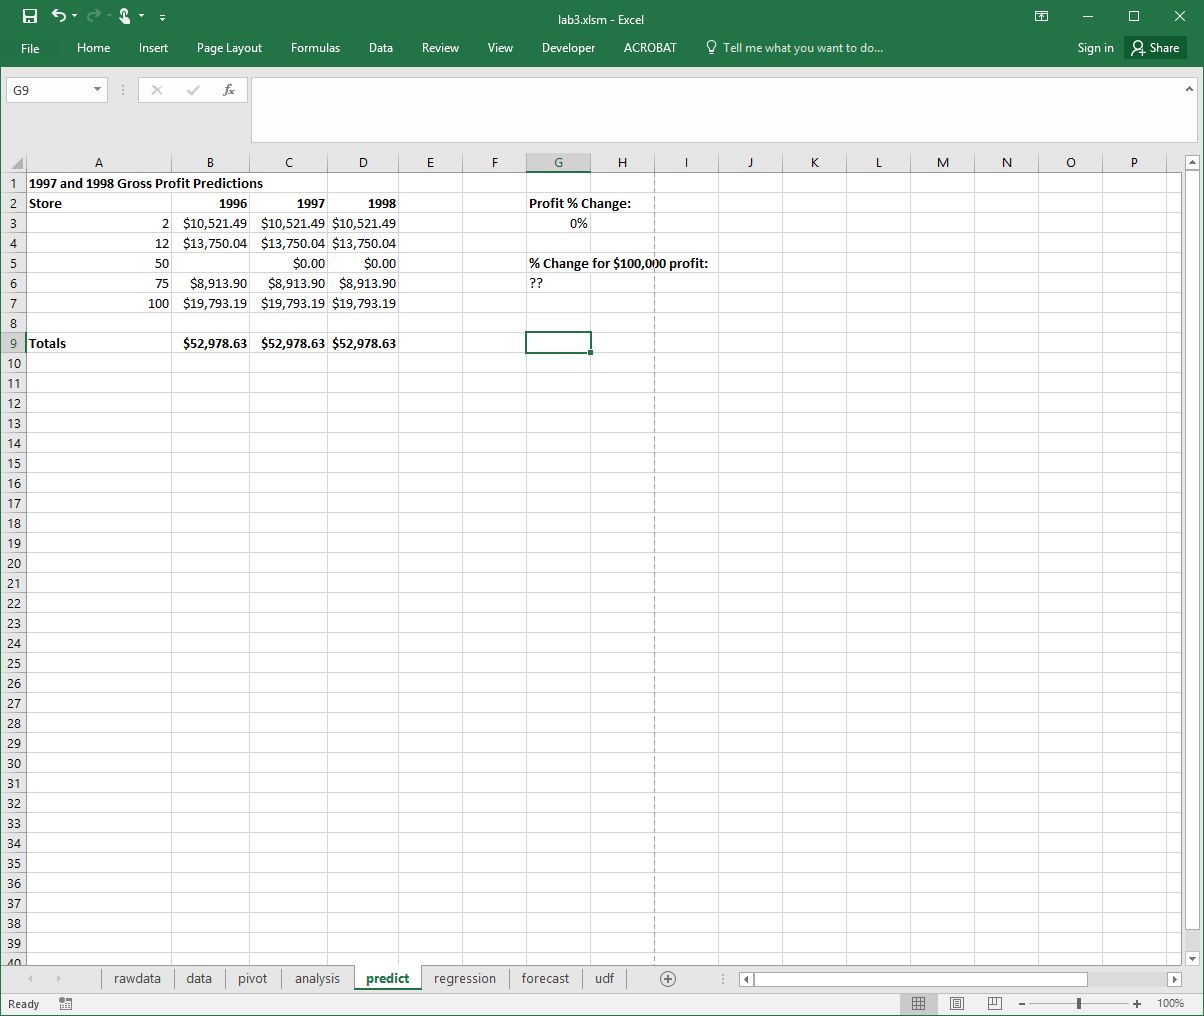 lab3.xlsm - Excel
File Home Insert Page Layout Formulas Data Review View Developer ACROBAT Tell me what you want to do... Sign in Share
G9 fx
A B C D E F G H I J K L M N O P
1 1997 and 1998 Gross Profit Predictions
2 Store 1996 1997 1998 Profit % Change:
3 2 $10,521.49 $10,521.49 $10,521.49 0%
4 12 $13,750.04 $13,750.04 $13,750.04
5 50 $0.00 $0.00 % Change for $100,000 profit:
6 75 $8,913.90 $8,913.90 $8,913.90 ??
7 100 $19,793.19 $19,793.19 $19,793.19
8
9 Totals $52,978.63 $52,978.63 $52,978.63
10
11
12
13
14
15
16
17
18
19
20
21
22
23
24
25
26
27
28
29
30
31
32
33
34
35
36
37
38
39
40
rawdata data pivot analysis predict regression forecast udf
Ready 100%